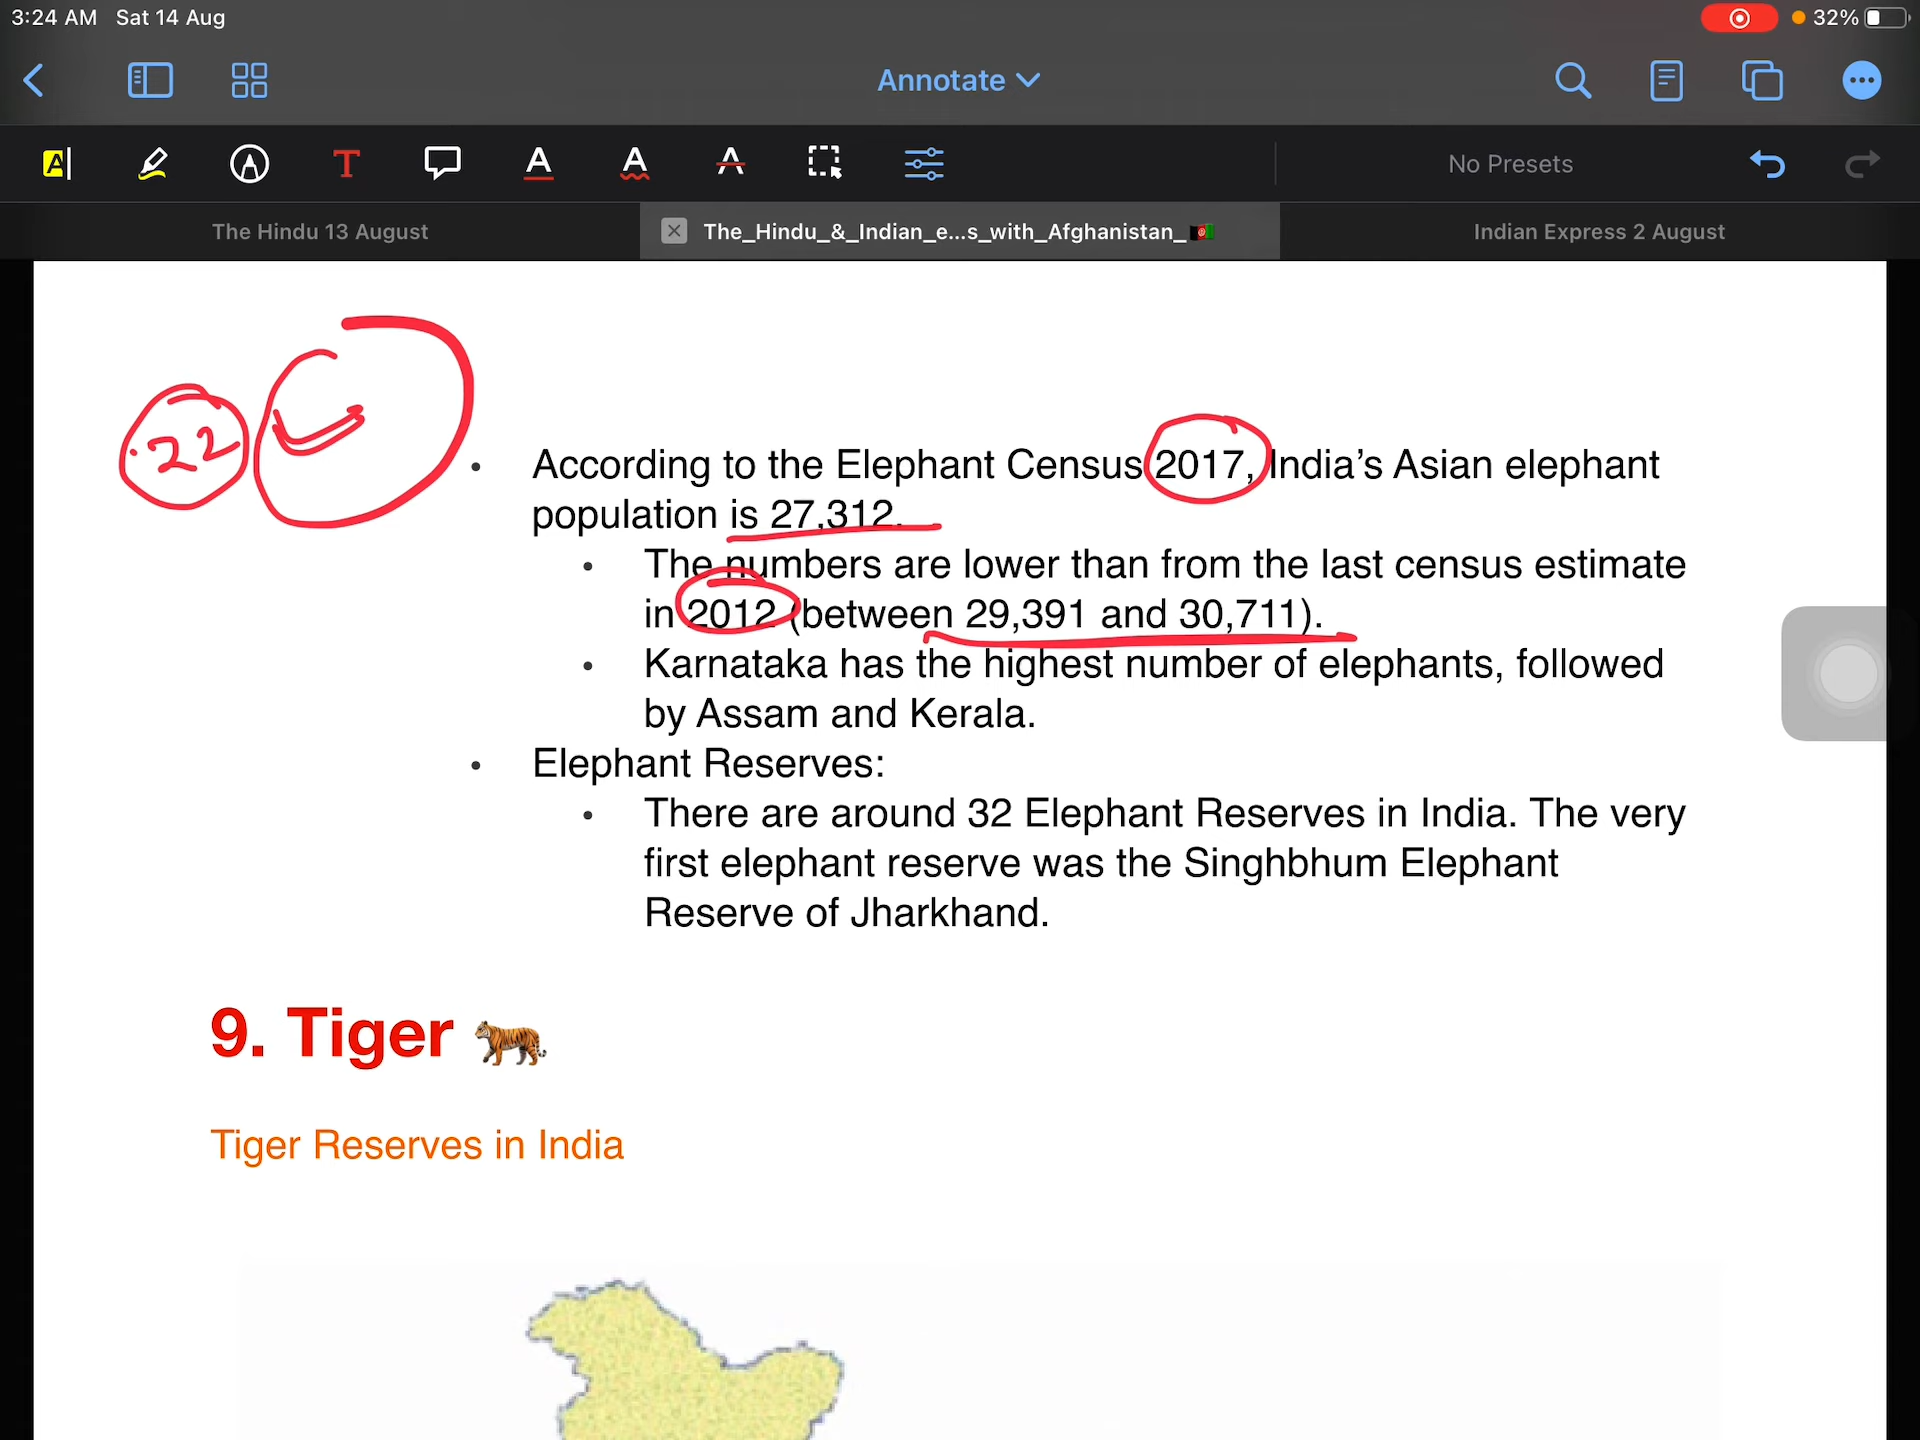 3:24 AM Sat 14 Aug
32%
Annotate
A
T
A
A
A
No Presets
The Hindu 13 August
The_Hindu_&_Indian_e...s_with_Afghanistan_
Indian Express 2 August
22
• According to the Elephant Census 2017, India's Asian elephant
population is 27,312.
• The numbers are lower than from the last census estimate
in 2012 (between 29,391 and 30,711).
• Karnataka has the highest number of elephants, followed
by Assam and Kerala.
• Elephant Reserves:
• There are around 32 Elephant Reserves in India. The very
first elephant reserve was the Singhbhum Elephant
Reserve of Jharkhand.
9. Tiger
Tiger Reserves in India